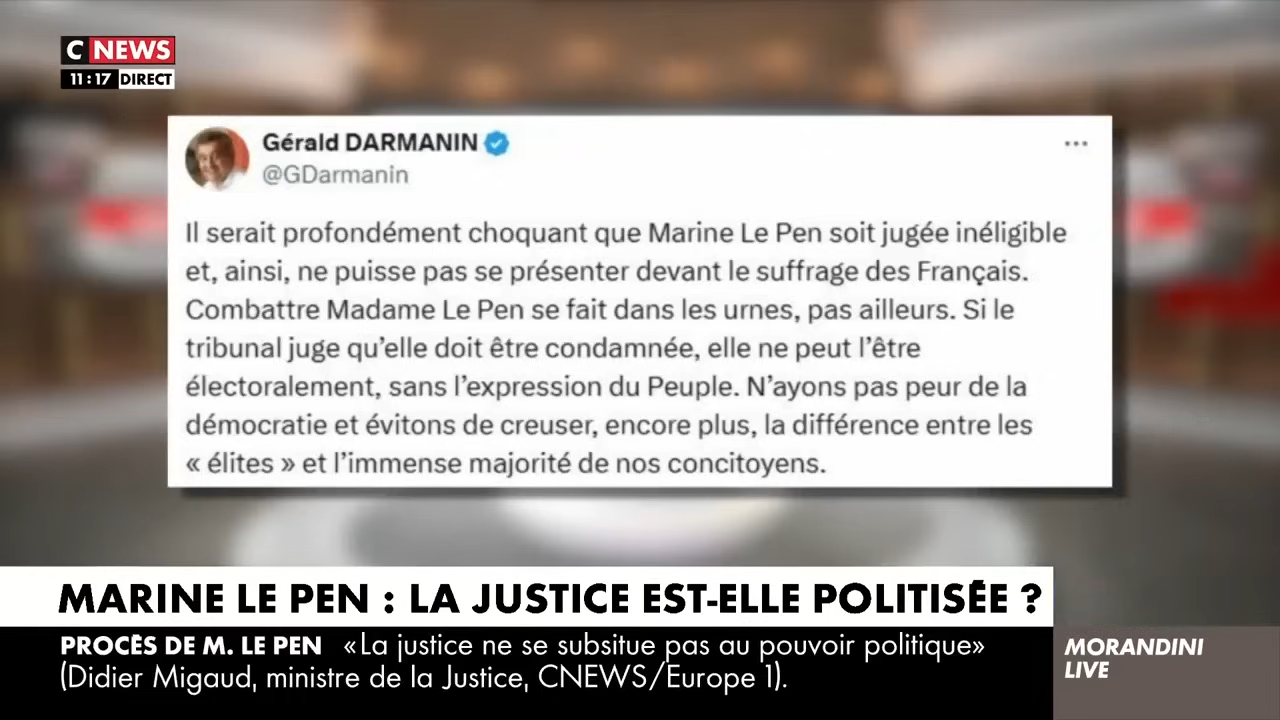 C NEWS
11:17 DIRECT
Gérald DARMANIN
@GDarmanin
Il serait profondément choquant que Marine Le Pen soit jugée inéligible
et, ainsi, ne puisse pas se présenter devant le suffrage des Français.
Combattre Madame Le Pen se fait dans les urnes, pas ailleurs. Si le
tribunal juge qu’elle doit être condamnée, elle ne peut l’être
électoralement, sans l’expression du Peuple. N’ayons pas peur de la
démocratie et évitons de creuser, encore plus, la différence entre les
« élites » et l’immense majorité de nos concitoyens.
MARINE LE PEN : LA JUSTICE EST-ELLE POLITISÉE ?
PROCÈS DE M. LE PEN «La justice ne se subsitue pas au pouvoir politique»
(Didier Migaud, ministre de la Justice, CNEWS/Europe 1).
MORANDINI
LIVE